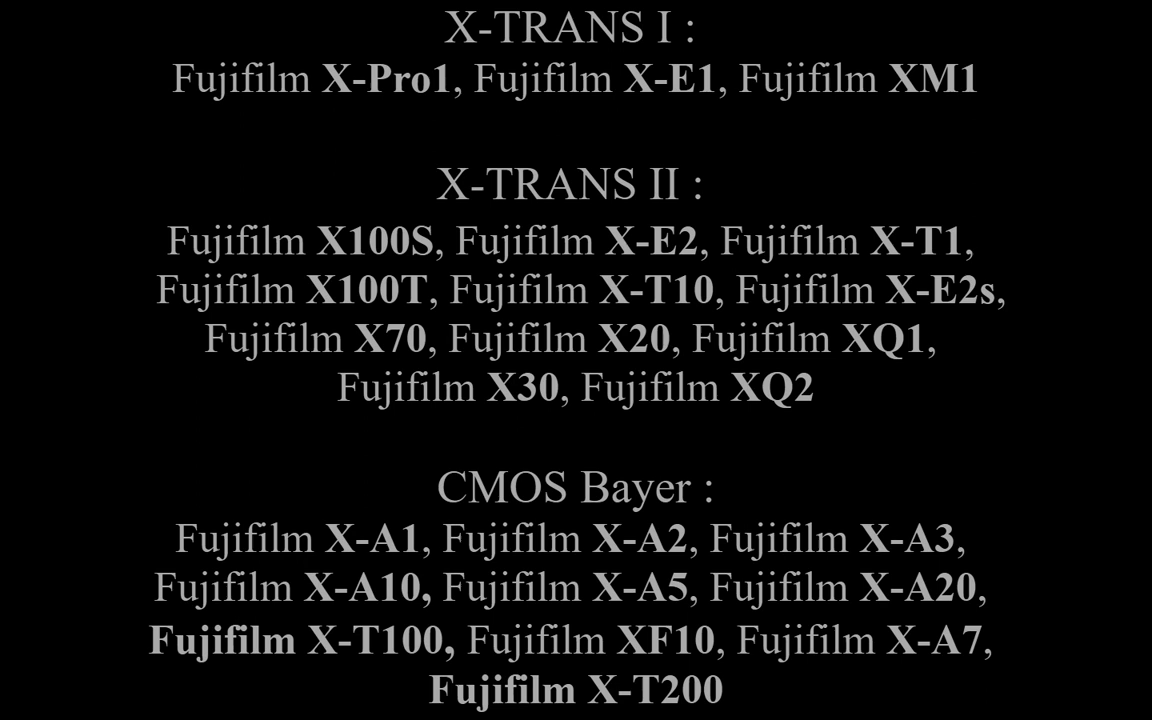 X-TRANS I :
Fujifilm X-Pro1, Fujifilm X-E1, Fujifilm XM1
X-TRANS II :
Fujifilm X100S, Fujifilm X-E2, Fujifilm X-T1,
Fujifilm X100T, Fujifilm X-T10, Fujifilm X-E2s,
Fujifilm X70, Fujifilm X20, Fujifilm XQ1,
Fujifilm X30, Fujifilm XQ2
CMOS Bayer :
Fujifilm X-A1, Fujifilm X-A2, Fujifilm X-A3,
Fujifilm X-A10, Fujifilm X-A5, Fujifilm X-A20,
Fujifilm X-T100, Fujifilm XF10, Fujifilm X-A7,
Fujifilm X-T200